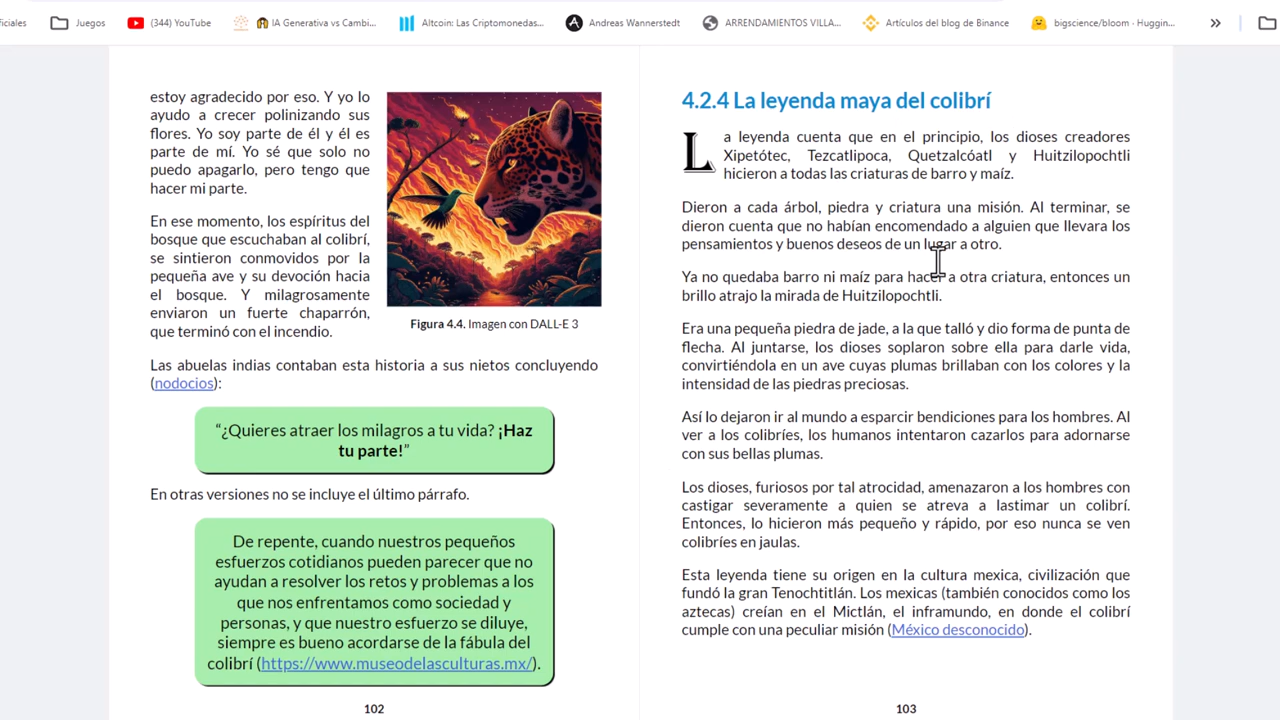 iciales
Juegos
(344) YouTube
IA Generativa vs Cambi...
Altcoin: Las Criptomonedas...
Andreas Wannerstedt
ARRENDAMIENTOS VILLA...
Artículos del blog de Binance
bigscience/bloom · Huggin...
estoy agradecido por eso. Y yo lo
ayudo a crecer polinizando sus
flores. Yo soy parte de él y él es
parte de mí. Yo sé que solo no
puedo apagarlo, pero tengo que
hacer mi parte.
En ese momento, los espíritus del
bosque que escuchaban al colibrí,
se sintieron conmovidos por la
pequeña ave y su devoción hacia
el bosque. Y milagrosamente
enviaron un fuerte chaparrón,
que terminó con el incendio.
Figura 4.4. Imagen con DALL-E 3
Las abuelas indias contaban esta historia a sus nietos concluyendo
(nodocios):
“¿Quieres atraer los milagros a tu vida? ¡Haz
tu parte!”
En otras versiones no se incluye el último párrafo.
De repente, cuando nuestros pequeños
esfuerzos cotidianos pueden parecer que no
ayudan a resolver los retos y problemas a los
que nos enfrentamos como sociedad y
personas, y que nuestro esfuerzo se diluye,
siempre es bueno acordarse de la fábula del
colibrí (https://www.museodelasculturas.mx/).
102
4.2.4 La leyenda maya del colibrí
La leyenda cuenta que en el principio, los dioses creadores
Xipetótec, Tezcatlipoca, Quetzalcóatl y Huitzilopochtli
hicieron a todas las criaturas de barro y maíz.
Dieron a cada árbol, piedra y criatura una misión. Al terminar, se
dieron cuenta que no habían encomendado a alguien que llevara los
pensamientos y buenos deseos de un lugar a otro.
Ya no quedaba barro ni maíz para hacer a otra criatura, entonces un
brillo atrajo la mirada de Huitzilopochtli.
Era una pequeña piedra de jade, a la que talló y dio forma de punta de
flecha. Al juntarse, los dioses soplaron sobre ella para darle vida,
convirtiéndola en un ave cuyas plumas brillaban con los colores y la
intensidad de las piedras preciosas.
Así lo dejaron ir al mundo a esparcir bendiciones para los hombres. Al
ver a los colibríes, los humanos intentaron cazarlos para adornarse
con sus bellas plumas.
Los dioses, furiosos por tal atrocidad, amenazaron a los hombres con
castigar severamente a quien se atreva a lastimar un colibrí.
Entonces, lo hicieron más pequeño y rápido, por eso nunca se ven
colibríes en jaulas.
Esta leyenda tiene su origen en la cultura mexica, civilización que
fundó la gran Tenochtitlán. Los mexicas (también conocidos como los
aztecas) creían en el Mictlán, el inframundo, en donde el colibrí
cumple con una peculiar misión (México desconocido).
103